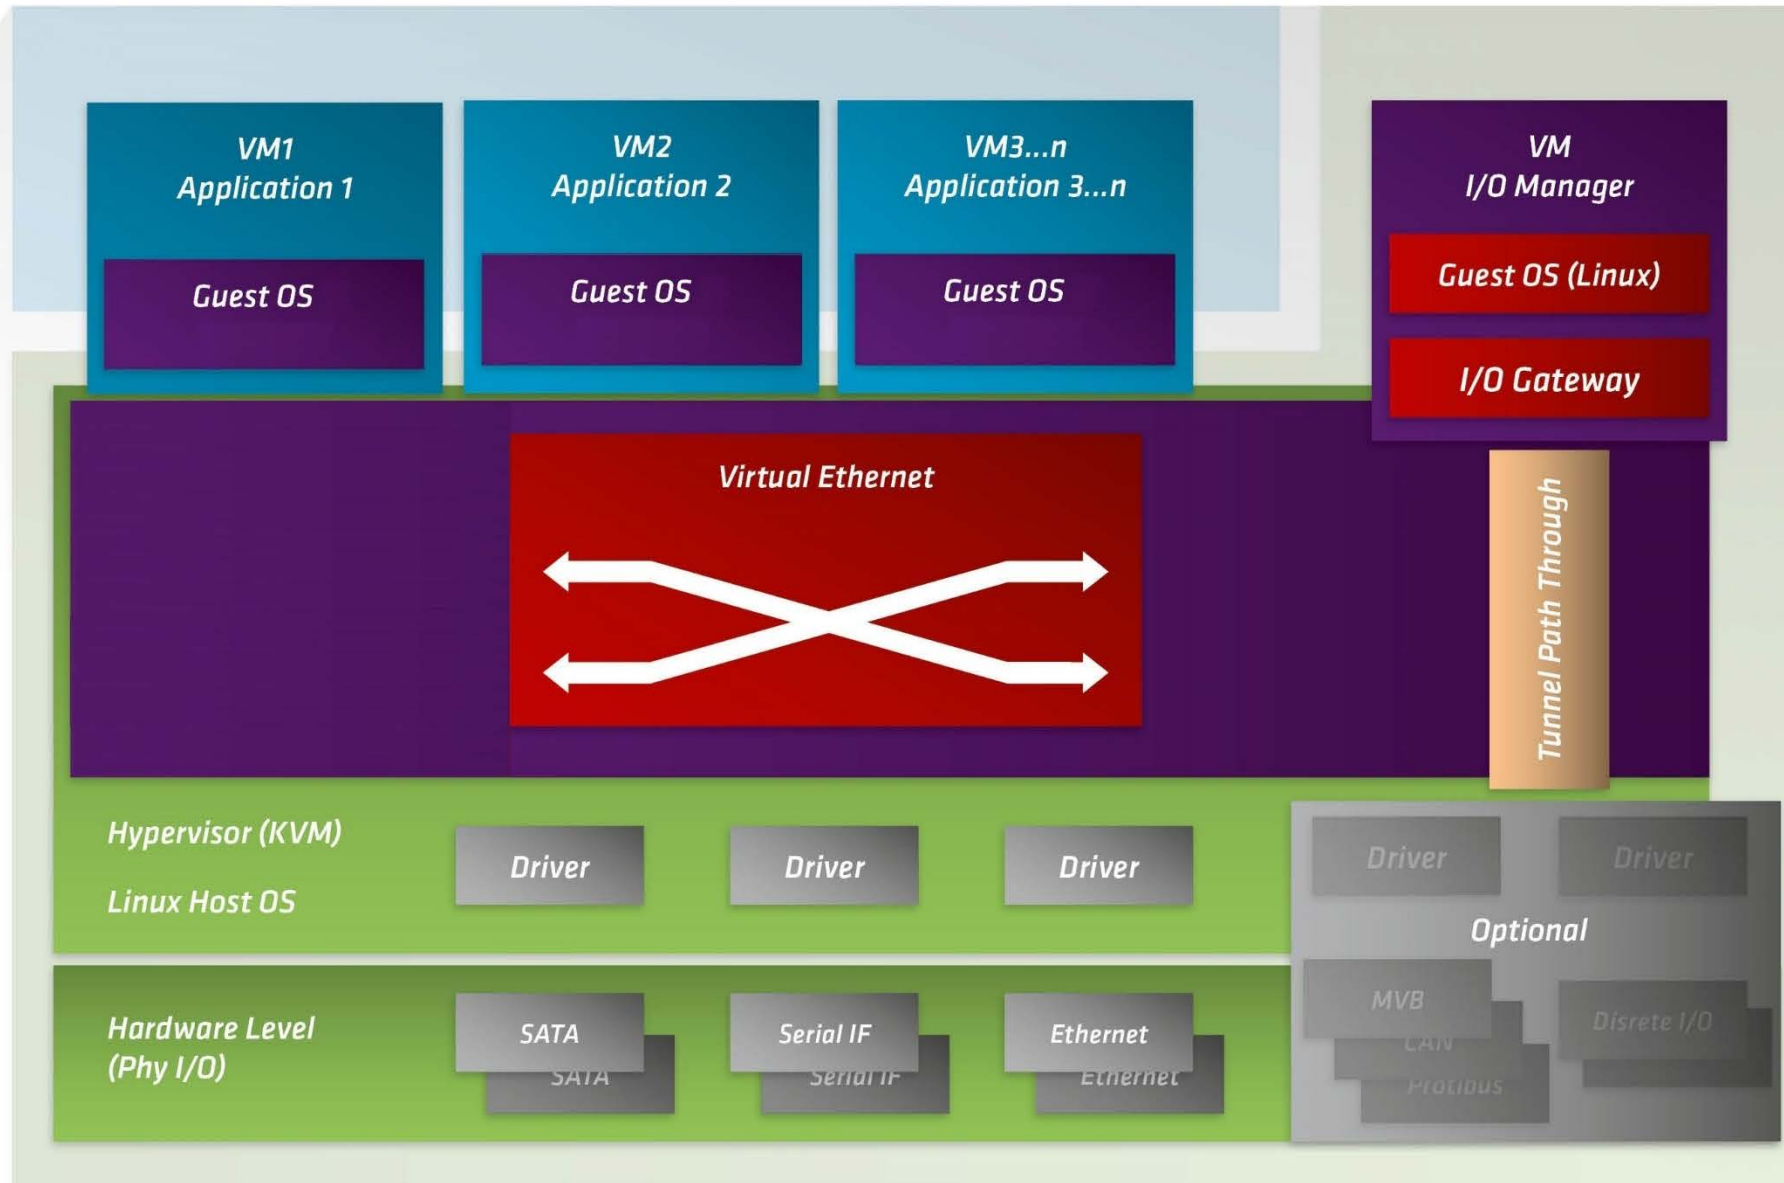 VM1
Application 1
Guest OS
VM2
Application 2
Guest OS
VM3...n
Application 3...n
Guest OS
VM
I/O Manager
Guest OS (Linux)
I/O Gateway
Virtual Ethernet
Tunnel Path Through
Hypervisor (KVM)
Linux Host OS
Driver
Driver
Driver
Driver
Driver
Optional
Hardware Level
(Phy I/O)
SATA
SATA
Serial IF
Serial IF
Ethernet
Ethernet
MVB
CAN
Profibus
Disrete I/O